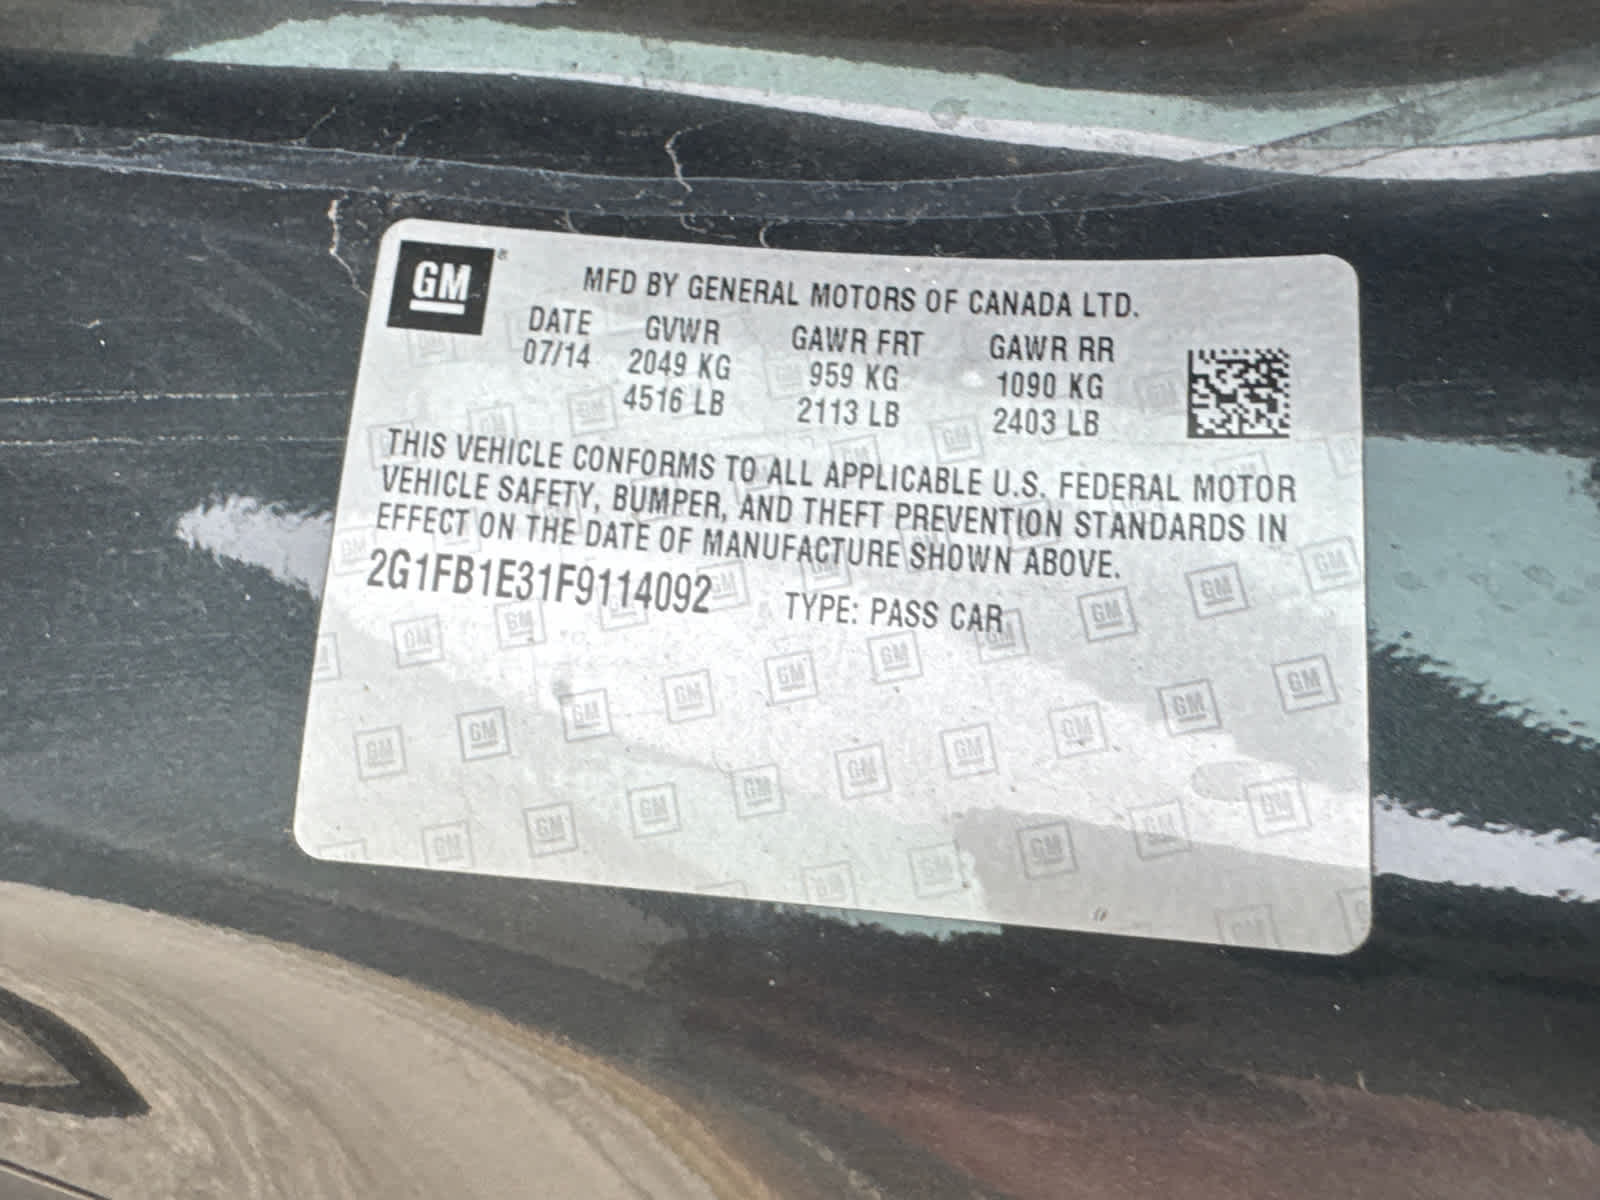 GM ®
MFD BY GENERAL MOTORS OF CANADA LTD.
DATE GVWR GAWR FRT GAWR RR
07/14 2049 KG 959 KG 1090 KG
4516 LB 2113 LB 2403 LB
THIS VEHICLE CONFORMS TO ALL APPLICABLE U.S. FEDERAL MOTOR
VEHICLE SAFETY, BUMPER, AND THEFT PREVENTION STANDARDS IN
EFFECT ON THE DATE OF MANUFACTURE SHOWN ABOVE.
2G1FB1E31F9114092 TYPE: PASS CAR